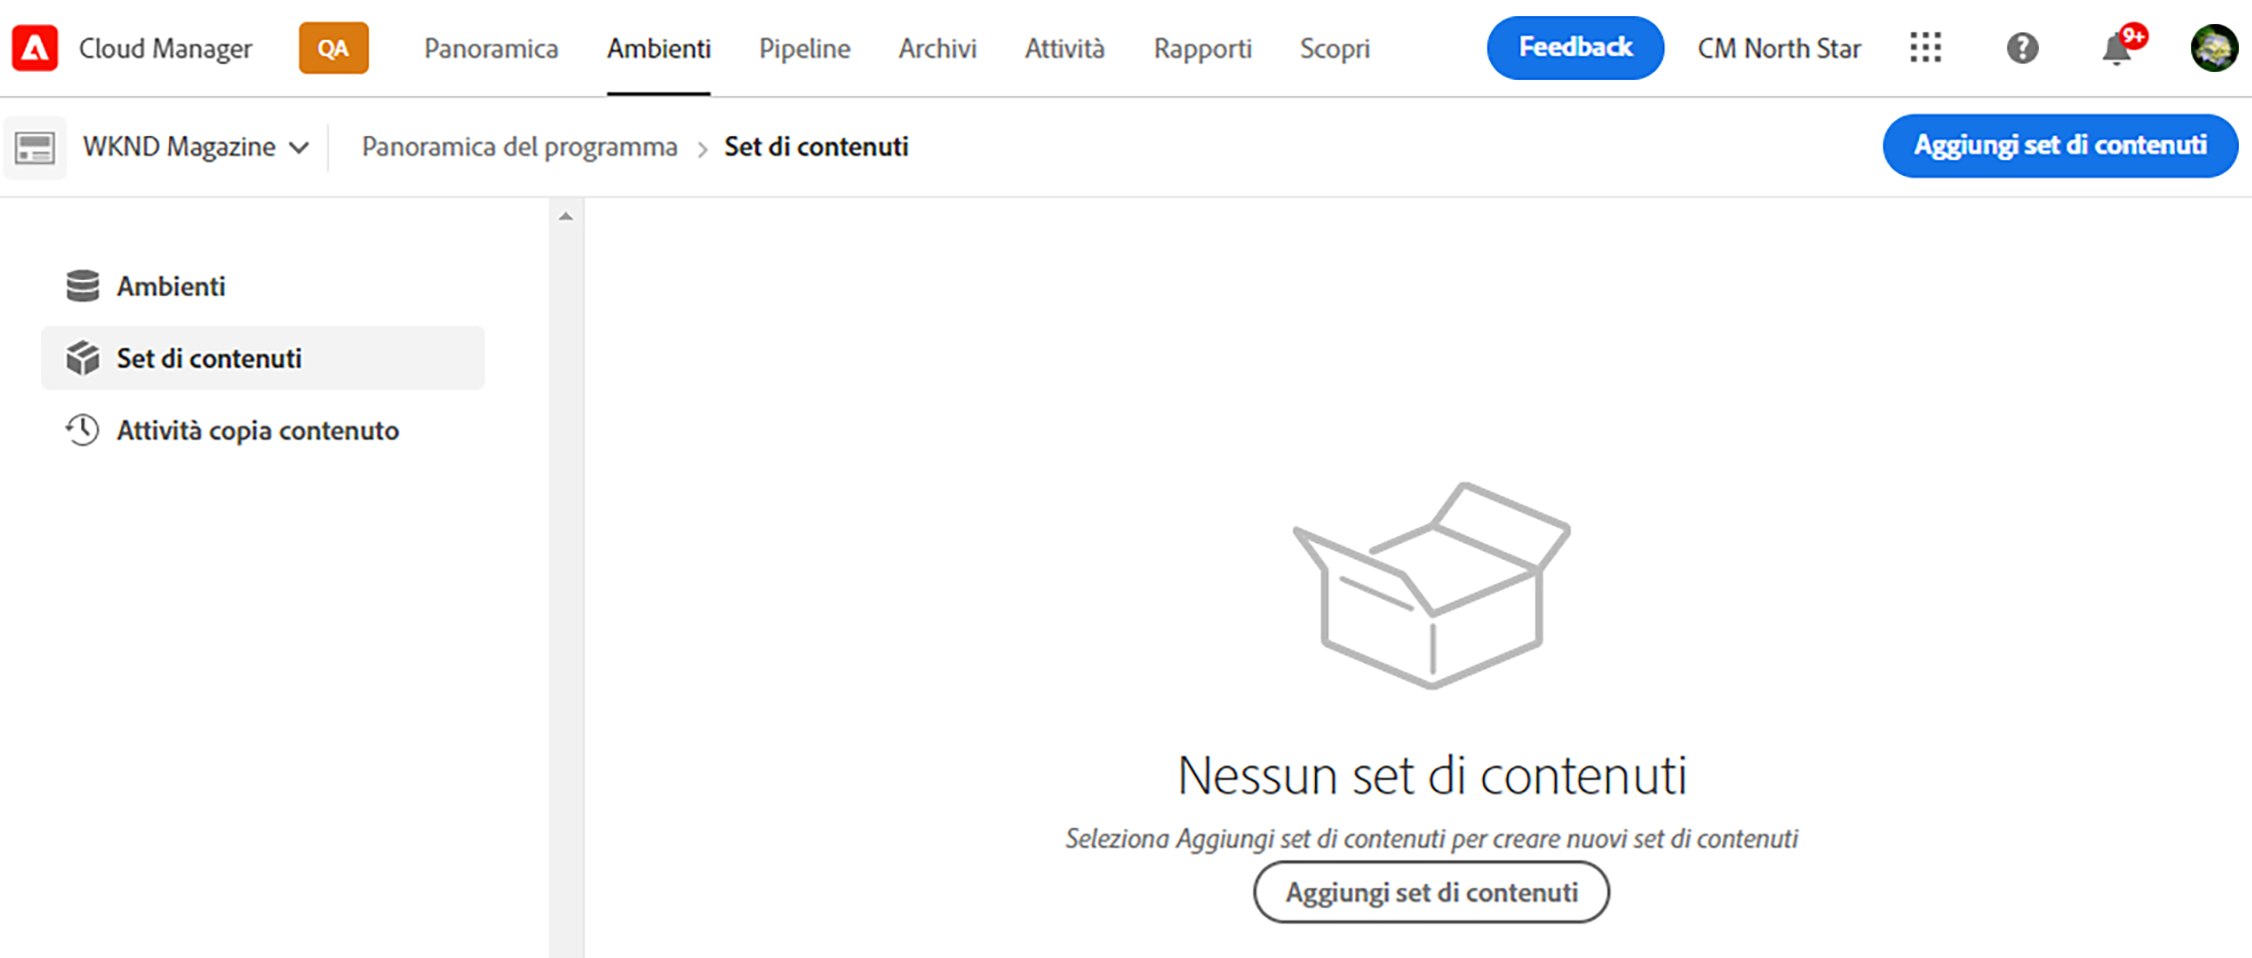 Cloud Manager QA Panoramica Ambienti Pipeline Archivi Attività Rapporti Scopri Feedback CM North Star 9+
WKND Magazine Panoramica del programma > Set di contenuti Aggiungi set di contenuti
Ambienti
Set di contenuti
Attività copia contenuto
Nessun set di contenuti
Seleziona Aggiungi set di contenuti per creare nuovi set di contenuti
Aggiungi set di contenuti